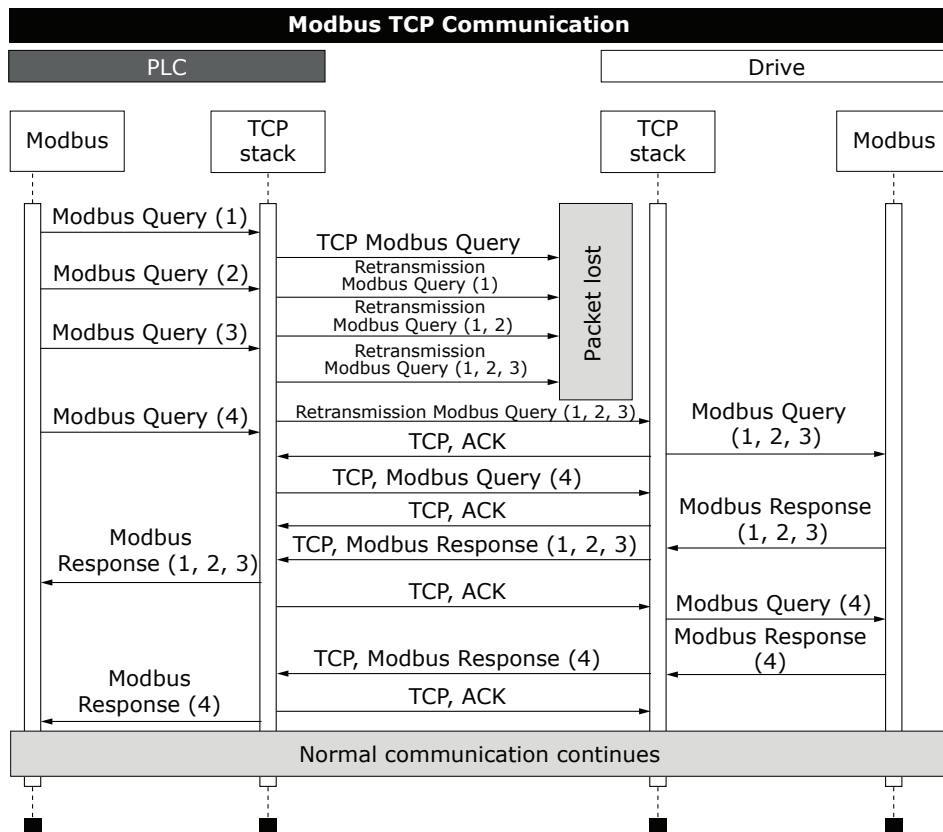 Modbus TCP Communication
PLC
Drive
Modbus
TCP
stack
TCP
stack
Modbus
Modbus Query (1)
TCP Modbus Query
Modbus Query (2)
Retransmission
Modbus Query (1)
Retransmission
Modbus Query (1, 2)
Modbus Query (3)
Retransmission
Modbus Query (1, 2, 3)
Packet lost
Modbus Query (4)
Retransmission Modbus Query (1, 2, 3)
Modbus Query
(1, 2, 3)
TCP, ACK
TCP, Modbus Query (4)
TCP, ACK
Modbus Response
(1, 2, 3)
TCP, Modbus Response (1, 2, 3)
Modbus
Response (1, 2, 3)
TCP, ACK
Modbus Query (4)
Modbus Response
(4)
TCP, Modbus Response (4)
Modbus
Response (4)
TCP, ACK
Normal communication continues